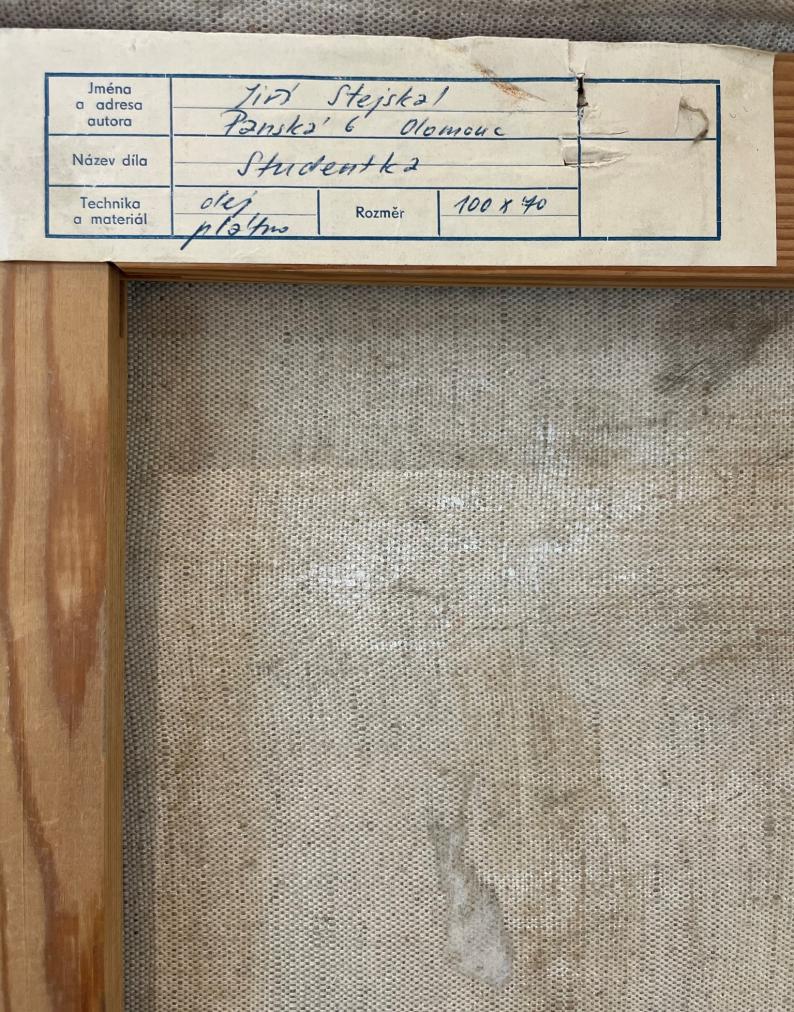 Jména
a adresa
autora
Jiří Stejskal
Panská 6 Olomouc
Název díla
Studentka
Technika
a materiál
olej
plátno
Rozměr
100 x 70